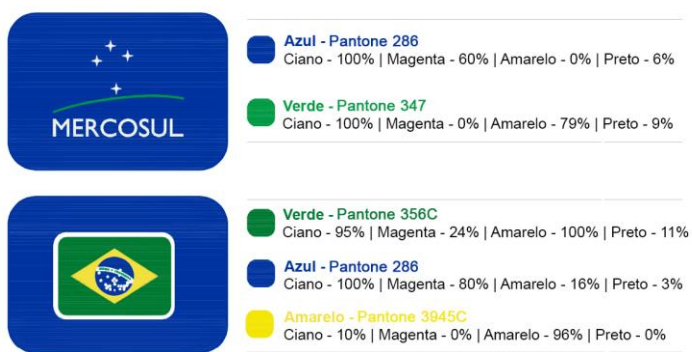 MERCOSUL
Azul - Pantone 286
Ciano - 100% | Magenta - 60% | Amarelo - 0% | Preto - 6%
Verde - Pantone 347
Ciano - 100% | Magenta - 0% | Amarelo - 79% | Preto - 9%
Verde - Pantone 356C
Ciano - 95% | Magenta - 24% | Amarelo - 100% | Preto - 11%
Azul - Pantone 286
Ciano - 100% | Magenta - 80% | Amarelo - 16% | Preto - 3%
Amarelo - Pantone 3945C
Ciano - 10% | Magenta - 0% | Amarelo - 96% | Preto - 0%